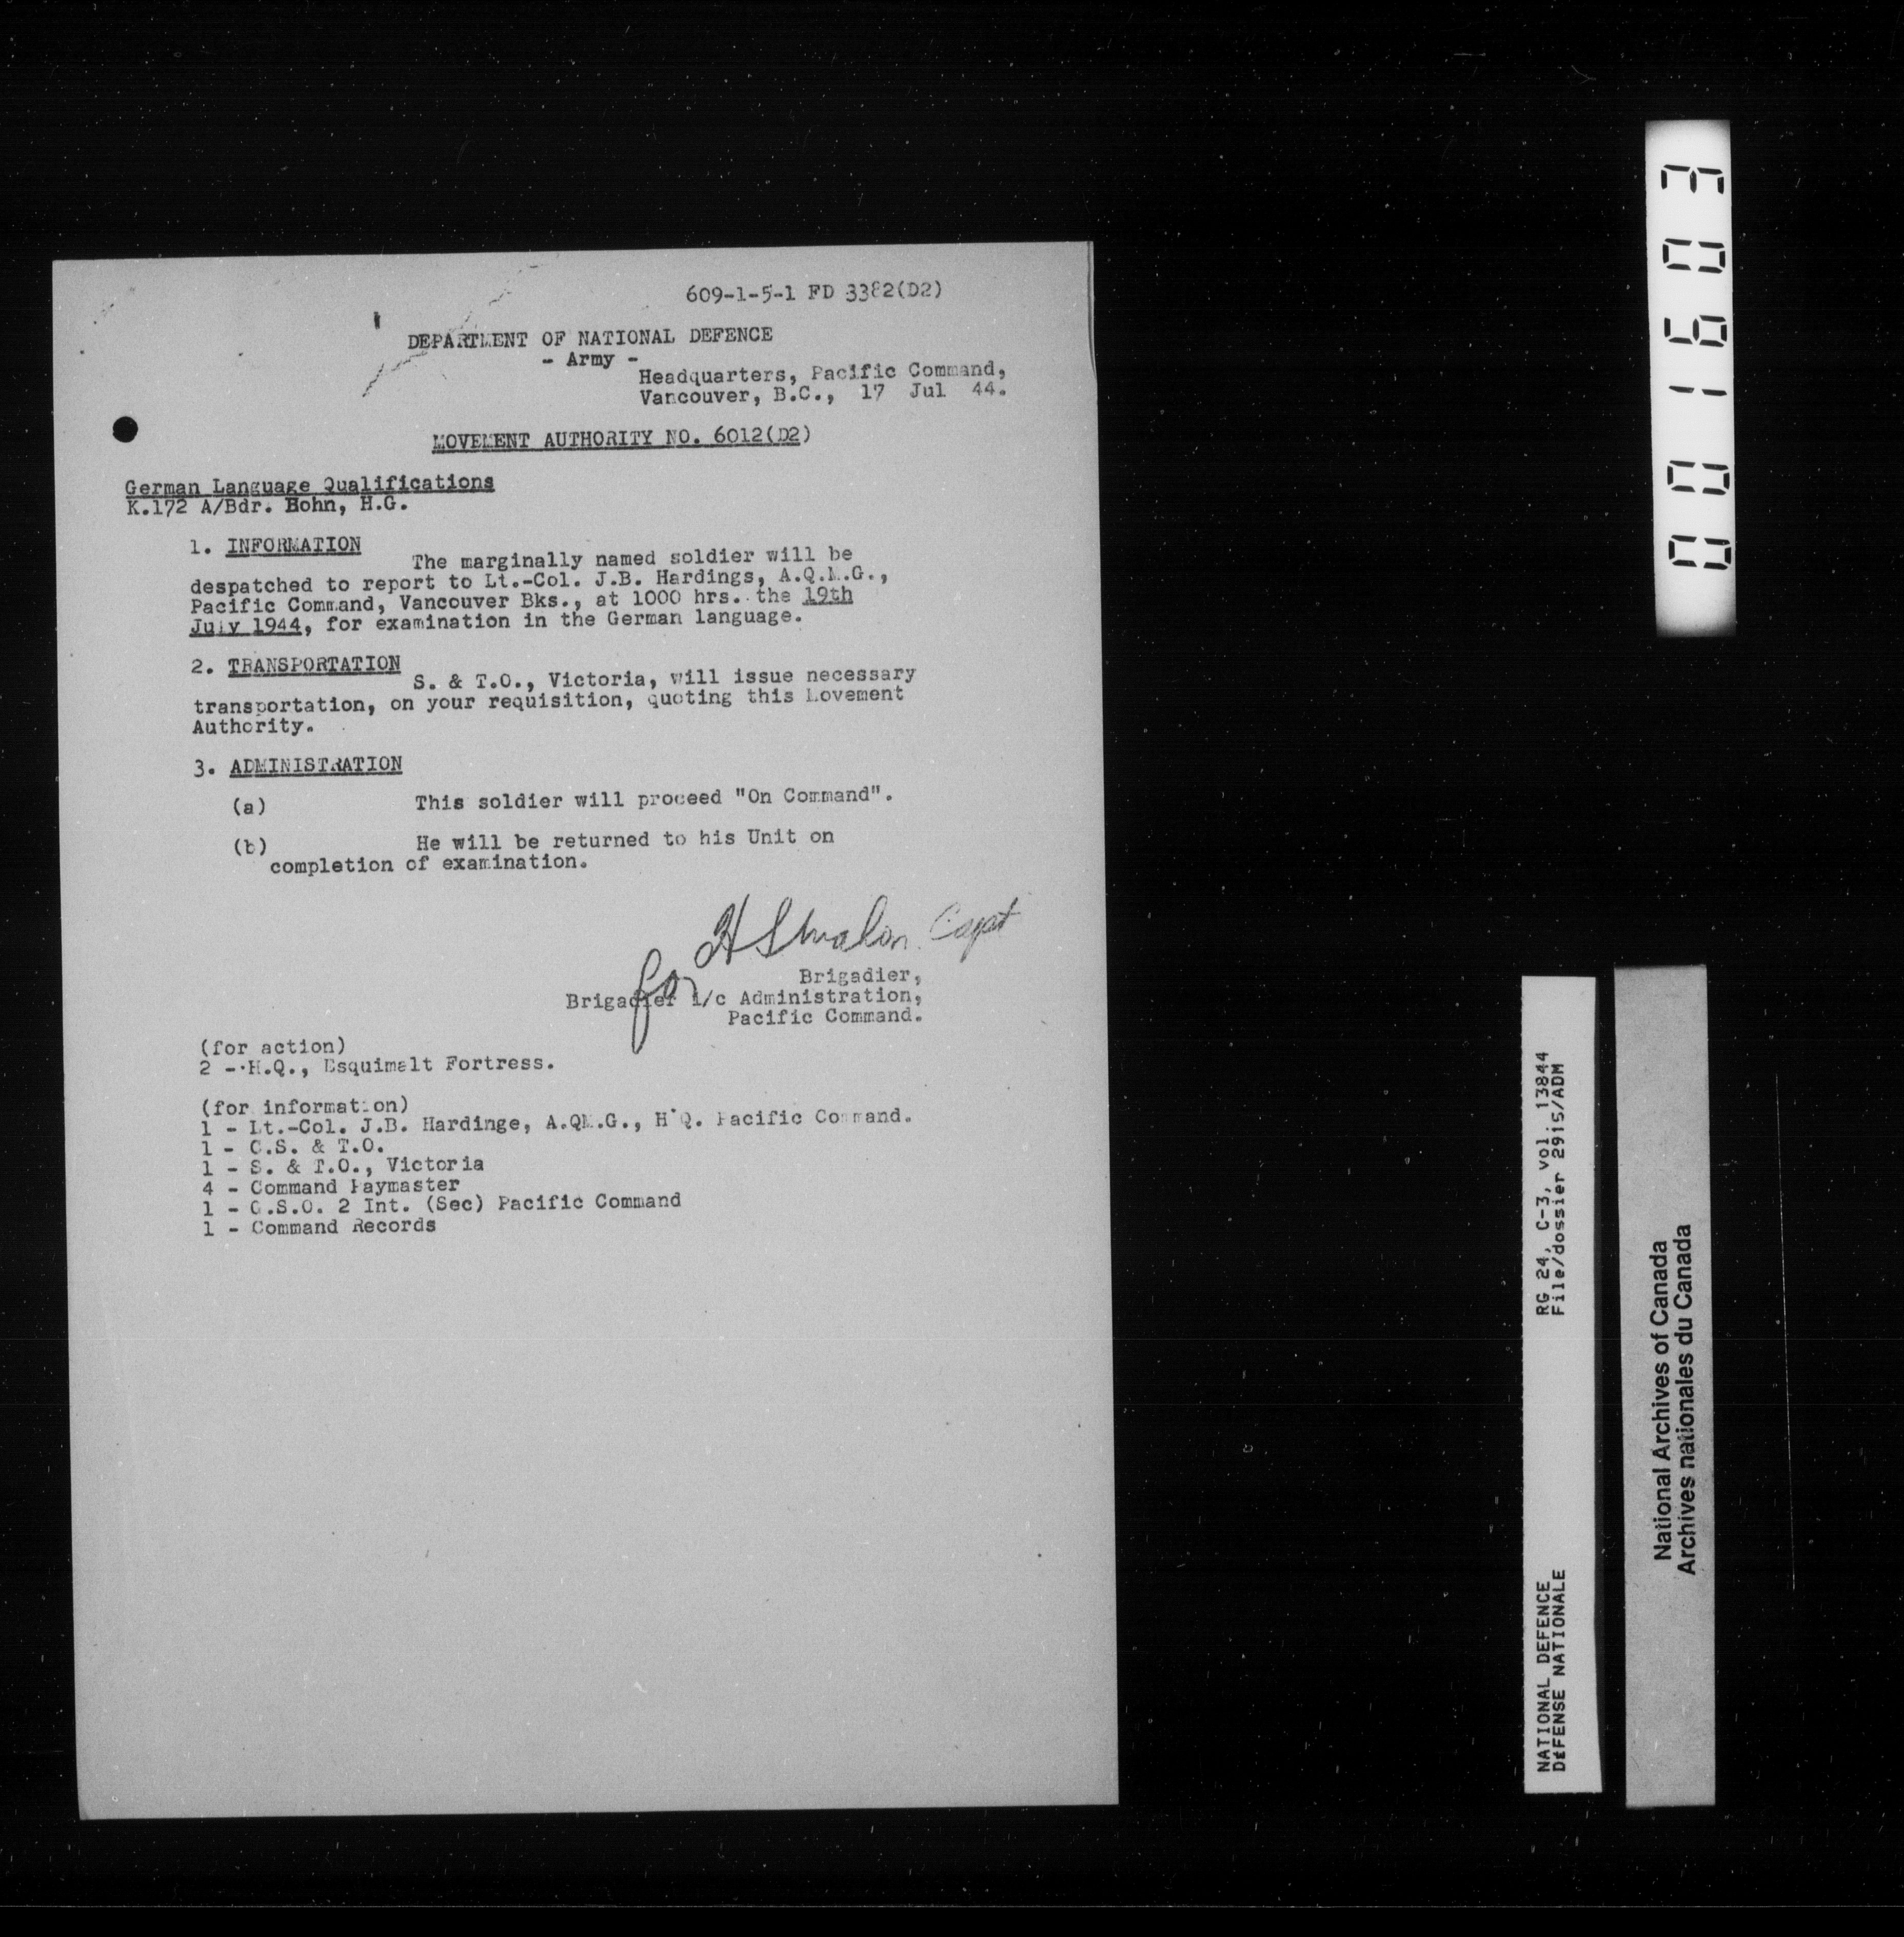 609-1-5-1 FD 3382(D2)
DEPARTMENT OF NATIONAL DEFENCE
- Army -
Headquarters, Pacific Command,
Vancouver, B.C., 17 Jul 44.
MOVEMENT AUTHORITY NO. 6012(D2)
German Language Qualifications
K.172 A/Bdr. Bohn, H.G.
1. INFORMATION
The marginally named soldier will be
despatched to report to Lt.-Col. J.B. Hardings, A.Q.M.G.,
Pacific Command, Vancouver Bks., at 1000 hrs. the 19th
July 1944, for examination in the German language.
2. TRANSPORTATION
S. & T.O., Victoria, will issue necessary
transportation, on your requisition, quoting this Movement
Authority.
3. ADMINISTRATION
(a) This soldier will proceed "On Command".
(b) He will be returned to his Unit on
completion of examination.
Capt
for
Brigadier,
Brigadier i/c Administration,
Pacific Command.
(for action)
2 - H.Q., Esquimalt Fortress.
(for information)
1 - Lt.-Col. J.B. Hardinge, A.QM.G., H.Q. Pacific Command.
1 - C.S. & T.O.
1 - S. & T.O., Victoria
4 - Command Paymaster
1 - G.S.O. 2 Int. (Sec) Pacific Command
1 - Command Records
001603
RG 24, C-3, vol. 13844
File/dossier 2915/ADM
NATIONAL DEFENCE
DÉFENSE NATIONALE
National Archives of Canada
Archives nationales du Canada